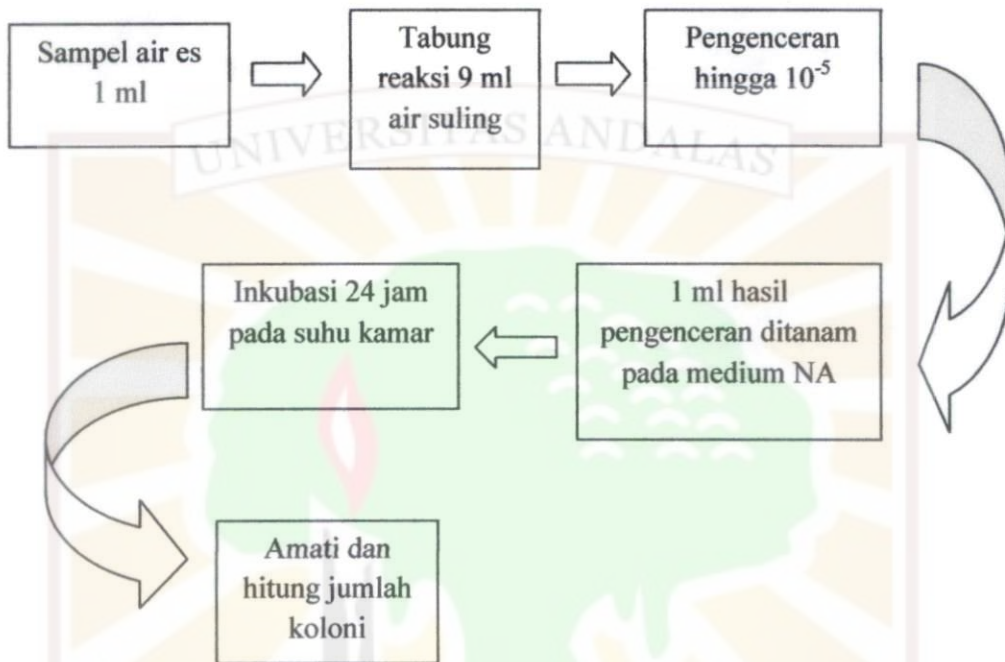 Sampel air es
1 ml
Tabung
reaksi 9 ml
air suling
Pengenceran
hingga 10⁻⁵
UNIVERSITAS ANDALAS
1 ml hasil
pengenceran ditanam
pada medium NA
Inkubasi 24 jam
pada suhu kamar
Amati dan
hitung jumlah
koloni